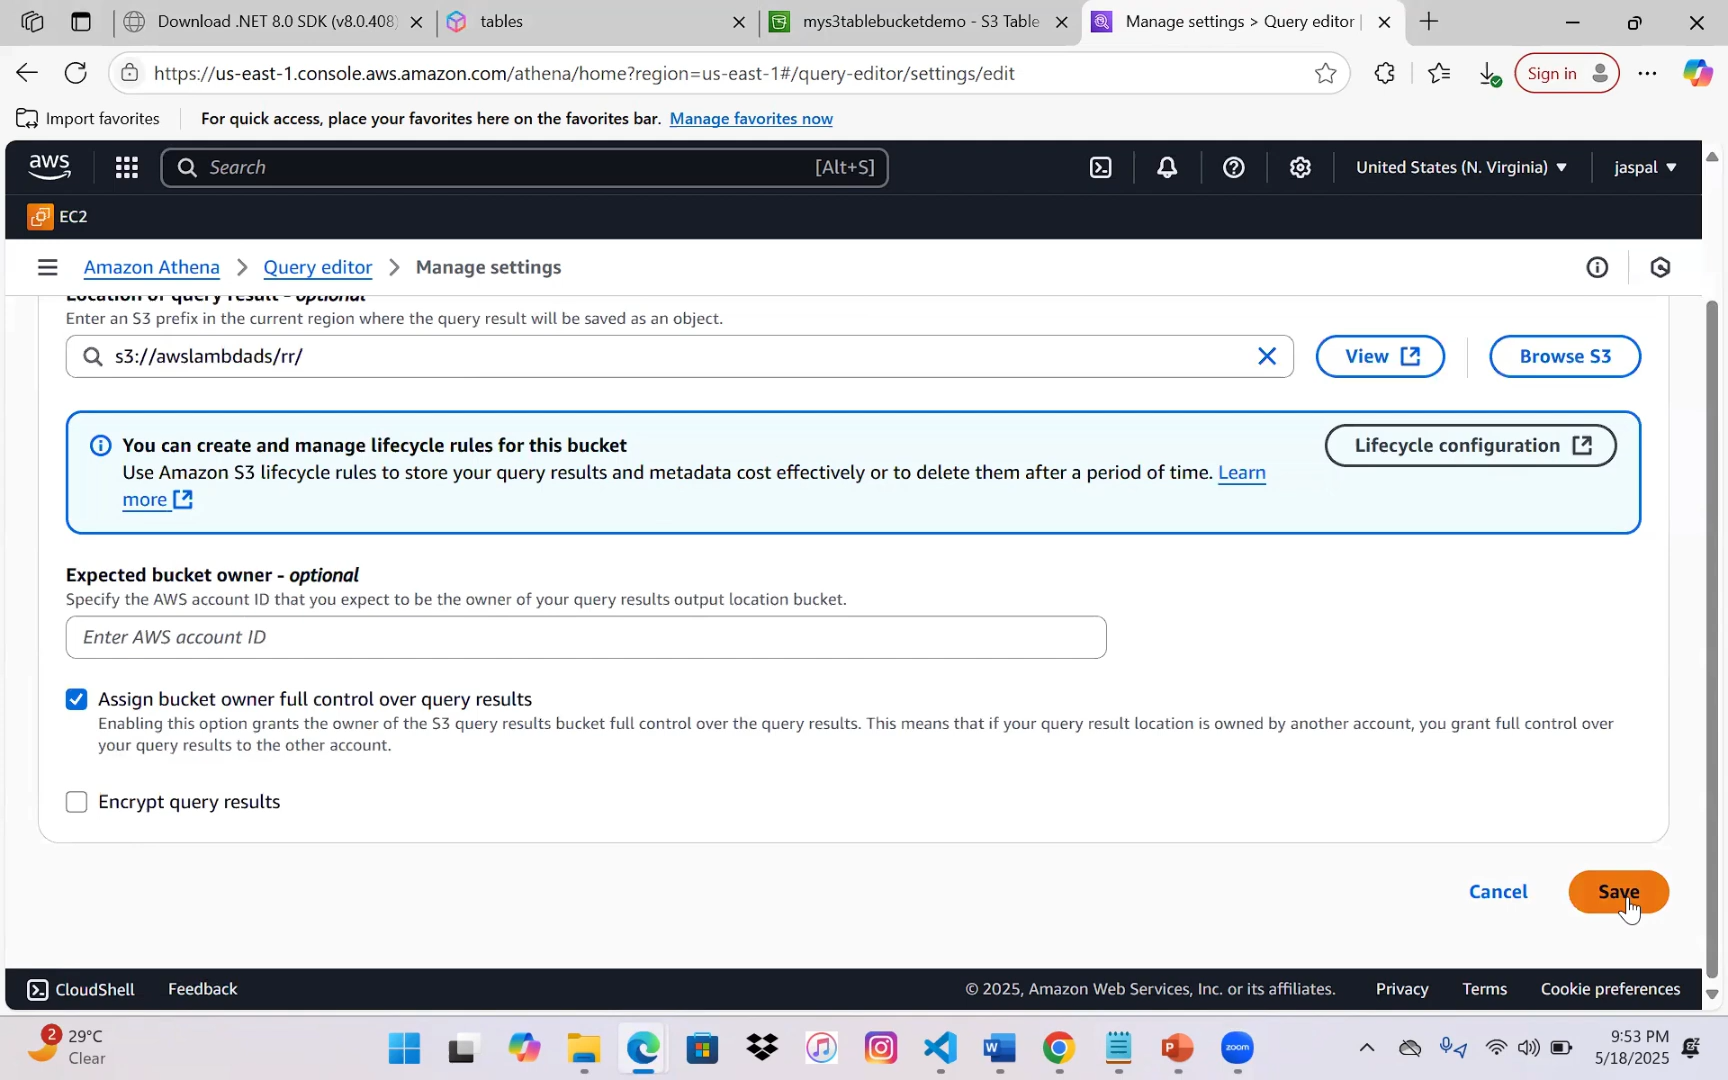 Download .NET 8.0 SDK (v8.0.408)
tables
mys3tablebucketdemo - S3 Table
Manage settings > Query editor |
https://us-east-1.console.aws.amazon.com/athena/home?region=us-east-1#/query-editor/settings/edit
Sign in
Import favorites
For quick access, place your favorites here on the favorites bar. Manage favorites now
aws
Search
[Alt+S]
United States (N. Virginia)
jaspal
EC2
Amazon Athena
Query editor
Manage settings
Location of query result - optional
Enter an S3 prefix in the current region where the query result will be saved as an object.
s3://awslambdads/rr/
View
Browse S3
You can create and manage lifecycle rules for this bucket
Lifecycle configuration
Use Amazon S3 lifecycle rules to store your query results and metadata cost effectively or to delete them after a period of time. Learn
more
Expected bucket owner - optional
Specify the AWS account ID that you expect to be the owner of your query results output location bucket.
Enter AWS account ID
Assign bucket owner full control over query results
Enabling this option grants the owner of the S3 query results bucket full control over the query results. This means that if your query result location is owned by another account, you grant full control over
your query results to the other account.
Encrypt query results
Cancel
Save
CloudShell
Feedback
© 2025, Amazon Web Services, Inc. or its affiliates.
Privacy
Terms
Cookie preferences
2
29°C
Clear
W
P
zoom
9:53 PM
5/18/2025